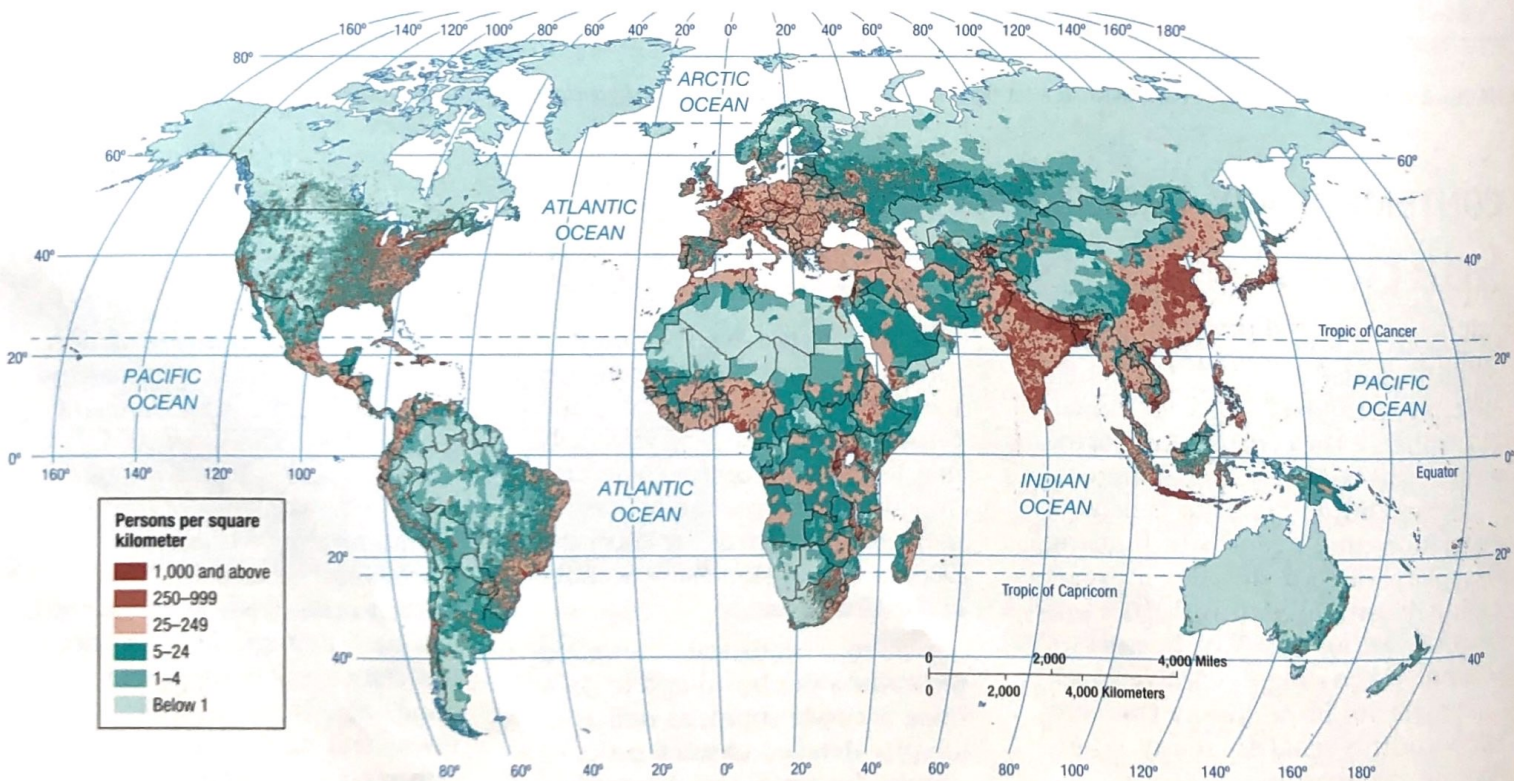 160° 140° 120° 100° 80° 60° 40° 20° 0° 20° 40° 60° 80° 100° 120° 140° 160° 180°
80°
ARCTIC
OCEAN
60°
60°
ATLANTIC
OCEAN
40°
40°
Tropic of Cancer
20°
20°
PACIFIC
OCEAN
PACIFIC
OCEAN
0°
160° 140° 120° 100°
0°
Equator
ATLANTIC
OCEAN
INDIAN
OCEAN
Persons per square
kilometer
1,000 and above
250–999
25–249
5–24
1–4
Below 1
20°
20°
Tropic of Capricorn
40°
40°
0 2,000 4,000 Miles
0 2,000 4,000 Kilometers
80° 60° 40° 20° 0° 20° 40° 60° 80° 100° 120° 140° 160° 180°